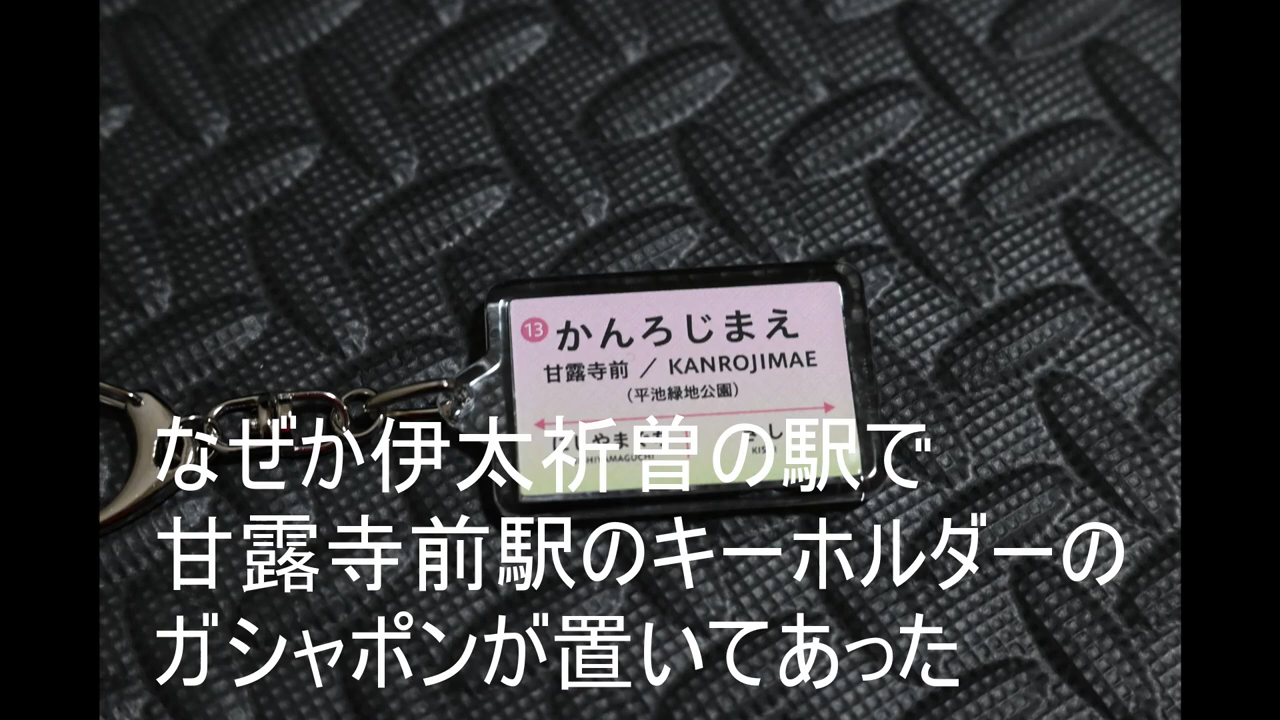 13 かんろじまえ
甘露寺前 / KANROJIMAE
(平池緑地公園)
なぜか伊太祈曽の駅で
甘露寺前駅のキーホルダーの
ガシャポンが置いてあった